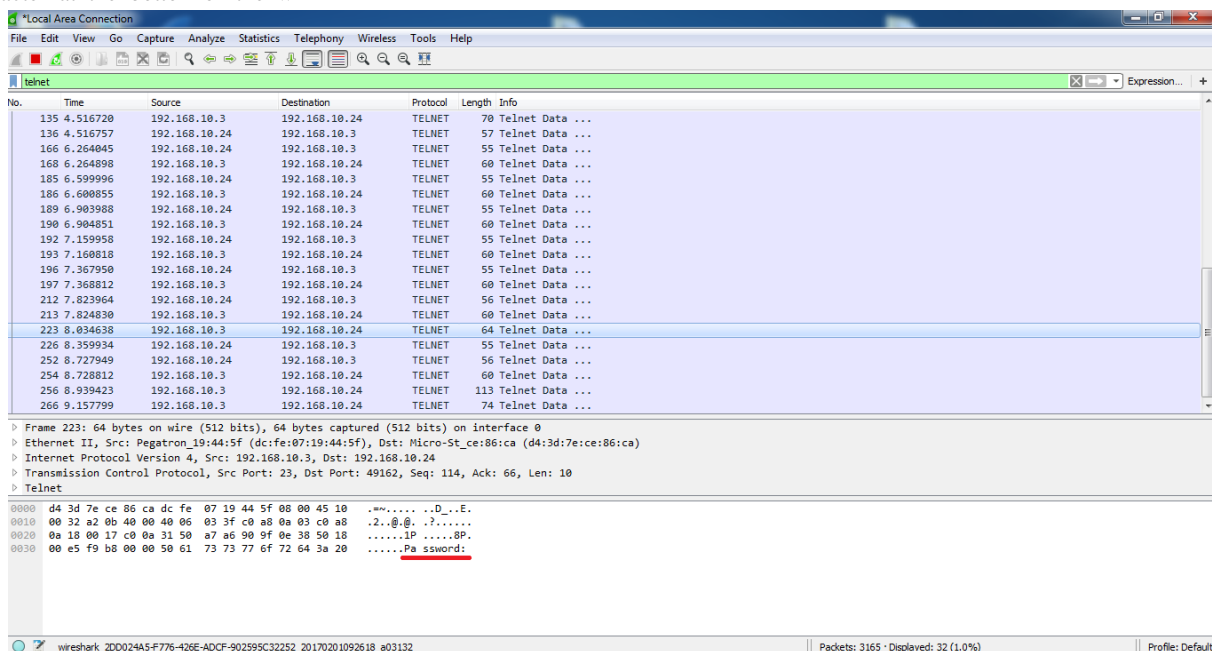 *Local Area Connection
File Edit View Go Capture Analyze Statistics Telephony Wireless Tools Help
telnet
Expression... +
No. Time Source Destination Protocol Length Info
135 4.516720 192.168.10.3 192.168.10.24 TELNET 70 Telnet Data ...
136 4.516757 192.168.10.24 192.168.10.3 TELNET 57 Telnet Data ...
166 6.264045 192.168.10.24 192.168.10.3 TELNET 55 Telnet Data ...
168 6.264898 192.168.10.3 192.168.10.24 TELNET 60 Telnet Data ...
185 6.599996 192.168.10.24 192.168.10.3 TELNET 55 Telnet Data ...
186 6.600855 192.168.10.3 192.168.10.24 TELNET 60 Telnet Data ...
189 6.903988 192.168.10.24 192.168.10.3 TELNET 55 Telnet Data ...
190 6.904851 192.168.10.3 192.168.10.24 TELNET 60 Telnet Data ...
192 7.159958 192.168.10.24 192.168.10.3 TELNET 55 Telnet Data ...
193 7.160818 192.168.10.3 192.168.10.24 TELNET 60 Telnet Data ...
196 7.367950 192.168.10.24 192.168.10.3 TELNET 55 Telnet Data ...
197 7.368812 192.168.10.3 192.168.10.24 TELNET 60 Telnet Data ...
212 7.823964 192.168.10.24 192.168.10.3 TELNET 56 Telnet Data ...
213 7.824830 192.168.10.3 192.168.10.24 TELNET 60 Telnet Data ...
223 8.034638 192.168.10.3 192.168.10.24 TELNET 64 Telnet Data ...
226 8.359934 192.168.10.24 192.168.10.3 TELNET 55 Telnet Data ...
252 8.727949 192.168.10.24 192.168.10.3 TELNET 56 Telnet Data ...
254 8.728812 192.168.10.3 192.168.10.24 TELNET 60 Telnet Data ...
256 8.939423 192.168.10.3 192.168.10.24 TELNET 113 Telnet Data ...
266 9.157799 192.168.10.3 192.168.10.24 TELNET 74 Telnet Data ...
Frame 223: 64 bytes on wire (512 bits), 64 bytes captured (512 bits) on interface 0
Ethernet II, Src: Pegatron_19:44:5f (dc:fe:07:19:44:5f), Dst: Micro-St_ce:86:ca (d4:3d:7e:ce:86:ca)
Internet Protocol Version 4, Src: 192.168.10.3, Dst: 192.168.10.24
Transmission Control Protocol, Src Port: 23, Dst Port: 49162, Seq: 114, Ack: 66, Len: 10
Telnet
0000 d4 3d 7e ce 86 ca dc fe 07 19 44 5f 08 00 45 10 .=~..... ..D_..E.
0010 00 32 a2 0b 40 00 40 06 03 3f c0 a8 0a 03 c0 a8 .2..@.@. .?......
0020 0a 18 00 17 c0 0a 31 50 a7 a6 90 9f 0e 38 50 18 ......1P .....8P.
0030 00 e5 f9 b8 00 00 50 61 73 73 77 6f 72 64 3a 20 ......Pa ssword:
wireshark_2DD024A5-F776-426E-ADCF-902595C32252_20170201092618_a03132
Packets: 3165 · Displayed: 32 (1.0%)
Profile: Default